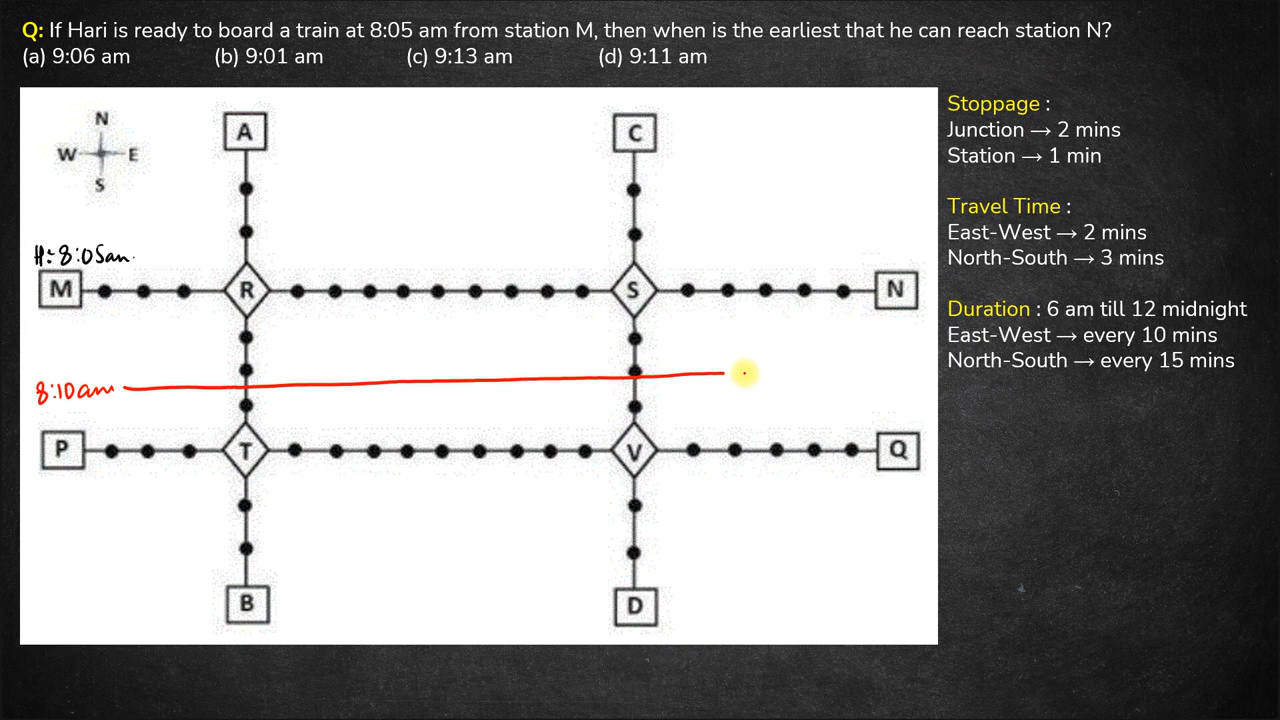 Q: If Hari is ready to board a train at 8:05 am from station M, then when is the earliest that he can reach station N?
(a) 9:06 am (b) 9:01 am (c) 9:13 am (d) 9:11 am
N
W E
S
A
C
H: 8:05am.
M
R
S
N
8:10am
P
T
V
Q
B
D
Stoppage :
Junction → 2 mins
Station → 1 min
Travel Time :
East-West → 2 mins
North-South → 3 mins
Duration : 6 am till 12 midnight
East-West → every 10 mins
North-South → every 15 mins